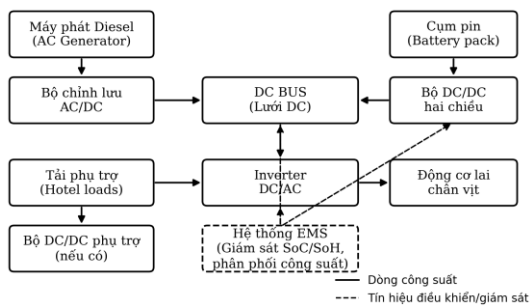 Máy phát Diesel
(AC Generator)
Cụm pin
(Battery pack)
Bộ chỉnh lưu
AC/DC
DC BUS
(Lưới DC)
Bộ DC/DC
hai chiều
Tải phụ trợ
(Hotel loads)
Inverter
DC/AC
Động cơ lai
chân vịt
Bộ DC/DC phụ trợ
(nếu có)
Hệ thống EMS
(Giám sát SoC/SoH,
phân phối công suất)
Dòng công suất
Tín hiệu điều khiển/giám sát